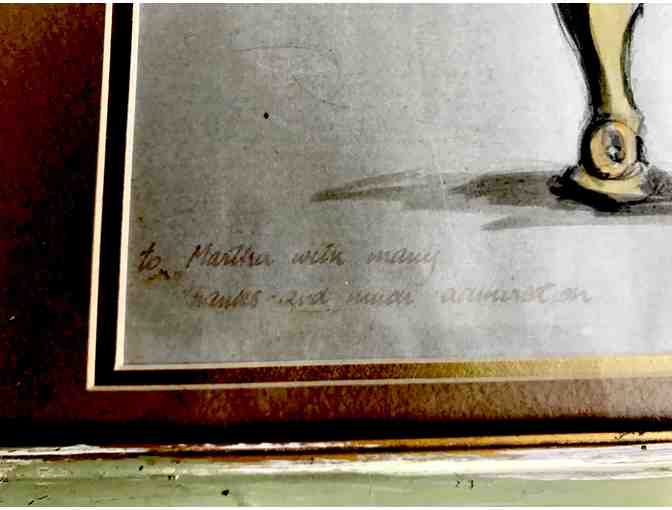 to Martha with many
thanks and much admiration